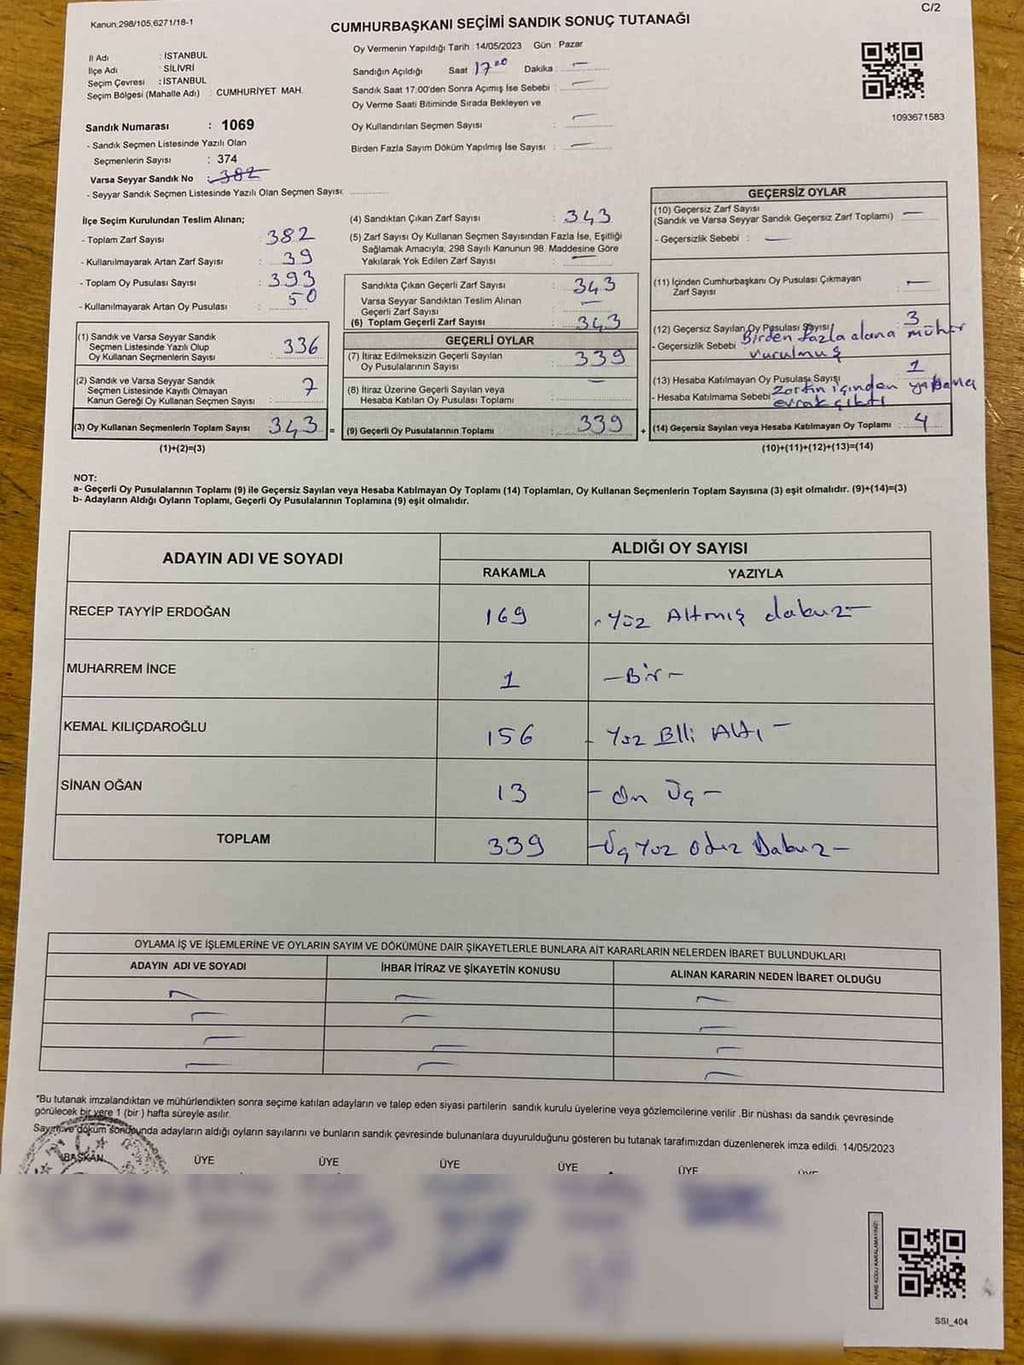 Kanun:298/105,6271/18-1
C/2
CUMHURBAŞKANI SEÇİMİ SANDIK SONUÇ TUTANAĞI
İl Adı : İSTANBUL
İlçe Adı : SİLİVRİ
Seçim Çevresi : İSTANBUL
Seçim Bölgesi (Mahalle Adı) : CUMHURİYET MAH.
Sandık Numarası : 1069
- Sandık Seçmen Listesinde Yazılı Olan
Seçmenlerin Sayısı : 374
Varsa Seyyar Sandık No : 382
- Seyyar Sandık Seçmen Listesinde Yazılı Olan Seçmen Sayısı:
Oy Vermenin Yapıldığı Tarih : 14/05/2023 Gün : Pazar
Sandığın Açıldığı Saat 17°° Dakika : —
Sandık Saat 17:00'den Sonra Açımış İse Sebebi : —
Oy Verme Saati Bitiminde Sırada Bekleyen ve
Oy Kullandırılan Seçmen Sayısı : —
Birden Fazla Sayım Döküm Yapılmış İse Sayısı : —
1093671583
İlçe Seçim Kurulundan Teslim Alınan;
- Toplam Zarf Sayısı : 382
- Kullanılmayarak Artan Zarf Sayısı : 39
- Toplam Oy Pusulası Sayısı : 393
- Kullanılmayarak Artan Oy Pusulası : 50
(1) Sandık ve Varsa Seyyar Sandık
Seçmen Listesinde Yazılı Olup
Oy Kullanan Seçmenlerin Sayısı : 336
(2) Sandık ve Varsa Seyyar Sandık
Seçmen Listesinde Kayıtlı Olmayan
Kanun Gereği Oy Kullanan Seçmen Sayısı : 7
(3) Oy Kullanan Seçmenlerin Toplam Sayısı : 343 =
(1)+(2)=(3)
(4) Sandıktan Çıkan Zarf Sayısı : 343
(5) Zarf Sayısı Oy Kullanan Seçmen Sayısından Fazla İse, Eşitliği
Sağlamak Amacıyla, 298 Sayılı Kanunun 98. Maddesine Göre
Yakılarak Yok Edilen Zarf Sayısı : —
Sandıkta Çıkan Geçerli Zarf Sayısı : 343
Varsa Seyyar Sandıktan Teslim Alınan
Geçerli Zarf Sayısı : —
(6) Toplam Geçerli Zarf Sayısı : 343
GEÇERLİ OYLAR
(7) İtiraz Edilmeksizin Geçerli Sayılan
Oy Pusulalarının Sayısı : 339
(8) İtiraz Üzerine Geçerli Sayılan veya
Hesaba Katılan Oy Pusulası Toplamı : —
(9) Geçerli Oy Pusulalarının Toplamı : 339 +
GEÇERSİZ OYLAR
(10) Geçersiz Zarf Sayısı
(Sandık ve Varsa Seyyar Sandık Geçersiz Zarf Toplamı) : —
- Geçersizlik Sebebi : —
(11) İçinden Cumhurbaşkanı Oy Pusulası Çıkmayan
Zarf Sayısı : —
(12) Geçersiz Sayılan Oy Pusulası Sayısı : 3
- Geçersizlik Sebebi Birden fazla alana mühür
vurulmuş
(13) Hesaba Katılmayan Oy Pusulası Sayısı : 1
- Hesaba Katılmama Sebebi: Zarfın içinden yabancı
evrak çıktı
(14) Geçersiz Sayılan veya Hesaba Katılmayan Oy Toplamı : 4
(10)+(11)+(12)+(13)=(14)
NOT:
a- Geçerli Oy Pusulalarının Toplamı (9) ile Geçersiz Sayılan veya Hesaba Katılmayan Oy Toplamı (14) Toplamları, Oy Kullanan Seçmenlerin Toplam Sayısına (3) eşit olmalıdır. (9)+(14)=(3)
b- Adayların Aldığı Oyların Toplamı, Geçerli Oy Pusulalarının Toplamına (9) eşit olmalıdır.
ADAYIN ADI VE SOYADI ALDIĞI OY SAYISI
RAKAMLA YAZIYLA
RECEP TAYYİP ERDOĞAN 169 - Yüz Altmış dokuz -
MUHARREM İNCE 1 - Bir -
KEMAL KILIÇDAROĞLU 156 - Yüz Elli Altı -
SİNAN OĞAN 13 - On Üç -
TOPLAM 339 - Üç Yüz Otuz Dokuz -
OYLAMA İŞ VE İŞLEMLERİNE VE OYLARIN SAYIM VE DÖKÜMÜNE DAİR ŞİKAYETLERLE BUNLARA AİT KARARLARIN NELERDEN İBARET BULUNDUKLARI
ADAYIN ADI VE SOYADI İHBAR İTİRAZ VE ŞİKAYETİN KONUSU ALINAN KARARIN NEDEN İBARET OLDUĞU
*Bu tutanak imzalandıktan ve mühürlendikten sonra seçime katılan adayların ve talep eden siyasi partilerin sandık kurulu üyelerine veya gözlemcilerine verilir .Bir nüshası da sandık çevresinde
görülecek bir yere 1 (bir ) hafta süreyle asılır.
Sayım ve döküm sonucunda adayların aldığı oyların sayılarını ve bunların sandık çevresinde bulunanlara duyurulduğunu gösteren bu tutanak tarafımızdan düzenlenerek imza edildi. 14/05/2023
BAŞKAN ÜYE ÜYE ÜYE ÜYE ÜYE ÜYE
SSI_404